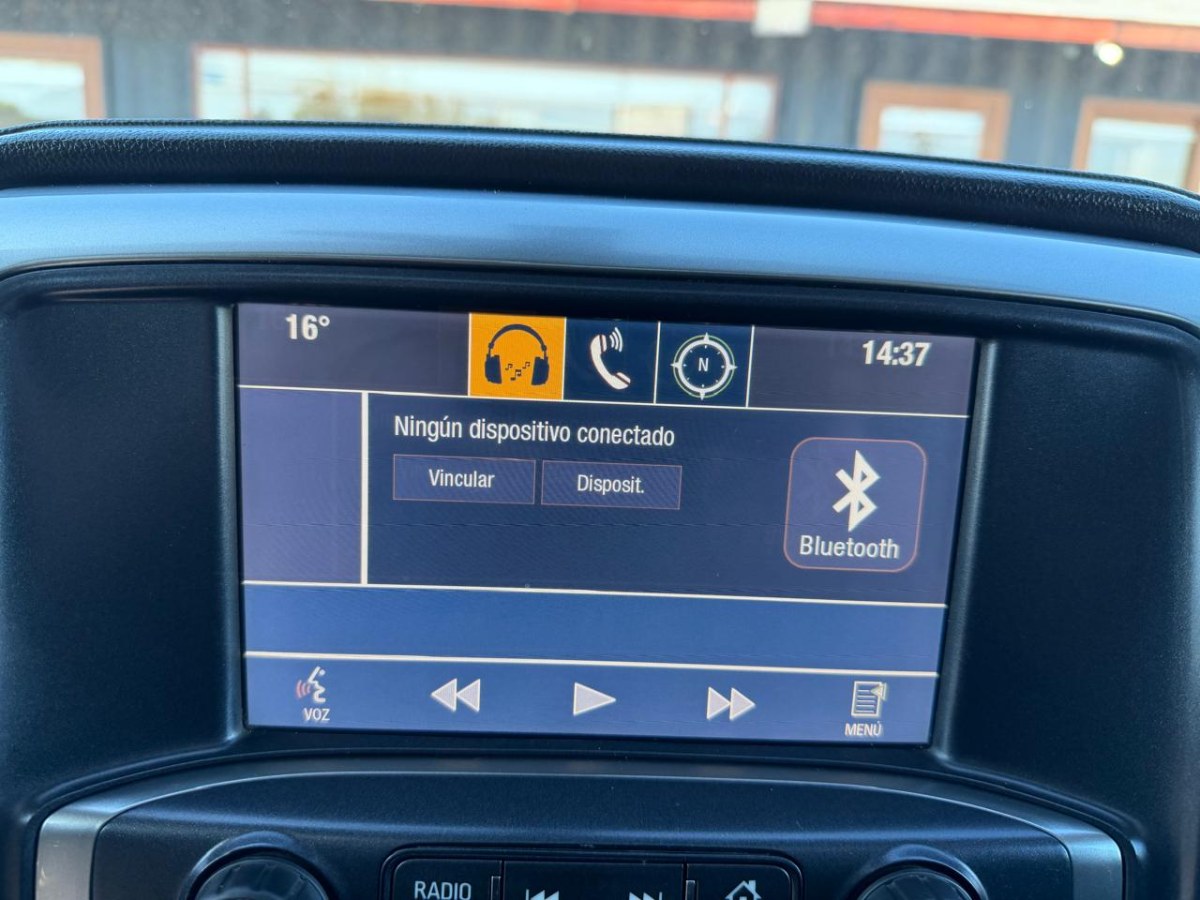 16°
N
14:37
Ningún dispositivo conectado
Vincular
Disposit.
Bluetooth
VOZ
MENÚ
RADIO